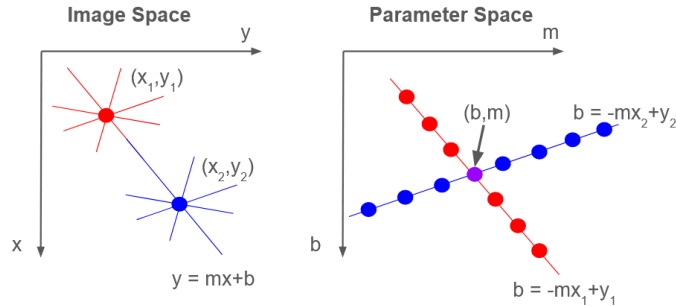 Image Space
y
(x₁,y₁)
(x₂,y₂)
x
y = mx+b
Parameter Space
m
(b,m)
b = -mx₂+y₂
b
b = -mx₁+y₁